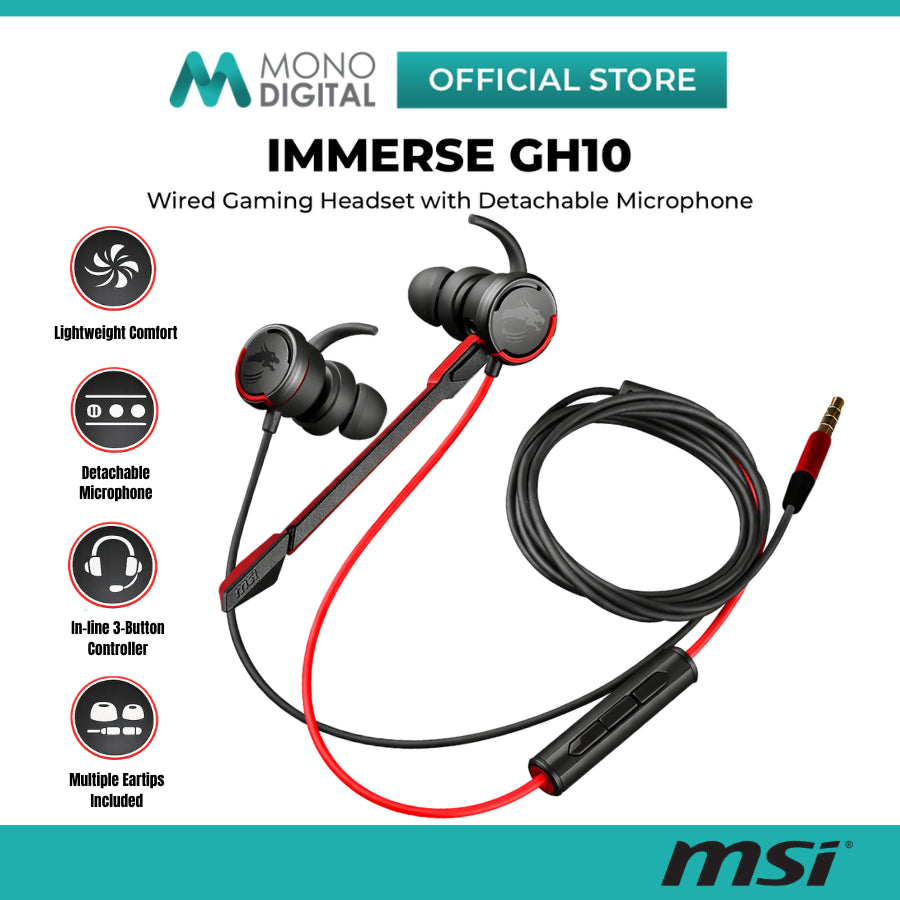 MONO
DIGITAL
OFFICIAL STORE
IMMERSE GH10
Wired Gaming Headset with Detachable Microphone
Lightweight Comfort
Detachable
Microphone
In-line 3-Button
Controller
Multiple Eartips
Included
msi
msi®